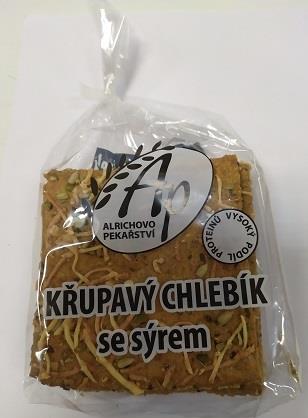 Ap
ALRICHOVO
PEKAŘSTVÍ
VYSOKÝ PODÍL PROTEINŮ
KŘUPAVÝ CHLEBÍK
se sýrem